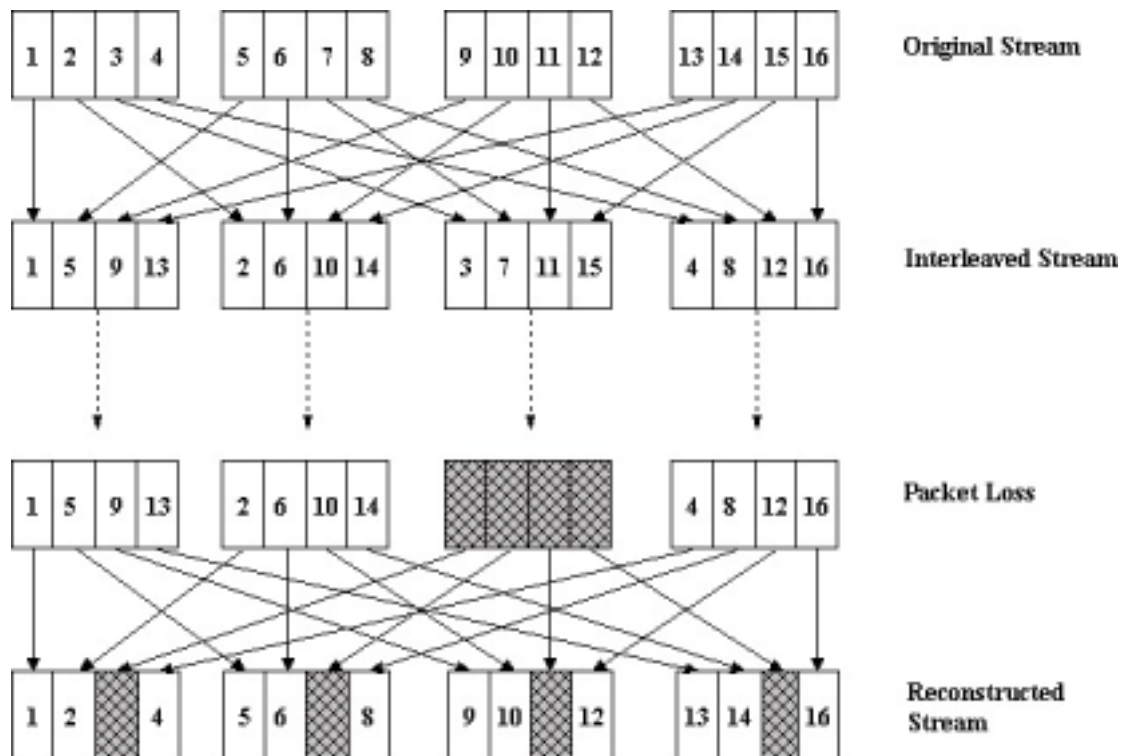 1 2 3 4 5 6 7 8 9 10 11 12 13 14 15 16 Original Stream
1 5 9 13 2 6 10 14 3 7 11 15 4 8 12 16 Interleaved Stream
1 5 9 13 2 6 10 14 4 8 12 16 Packet Loss
1 2 4 5 6 8 9 10 12 13 14 16 Reconstructed
Stream